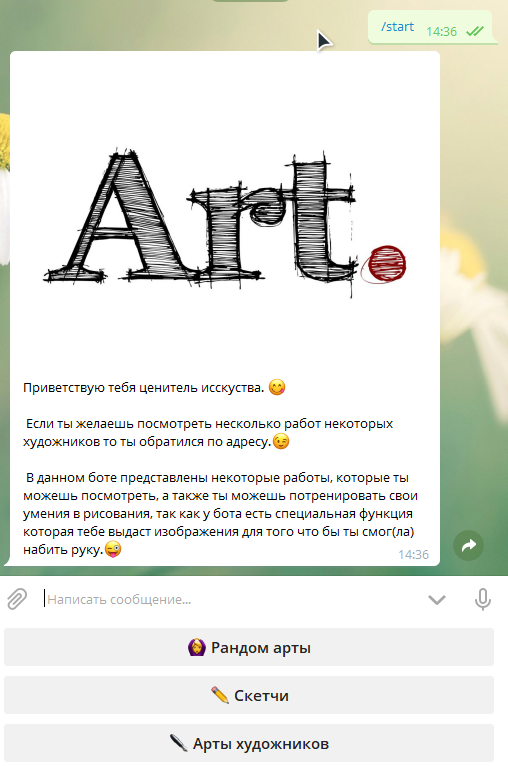 /start 14:36
Art.
Приветствую тебя ценитель исскуства. 😋
Если ты желаешь посмотреть несколько работ некоторых
художников то ты обратился по адресу.😉
В данном боте представлены некоторые работы, которые ты
можешь посмотреть, а также ты можешь потренировать свои
умения в рисования, так как у бота есть специальная функция
которая тебе выдаст изображения для того что бы ты смог(ла)
набить руку.😜
14:36
Написать сообщение...
🙆 Рандом арты
✏️ Скетчи
🖊 Арты художников